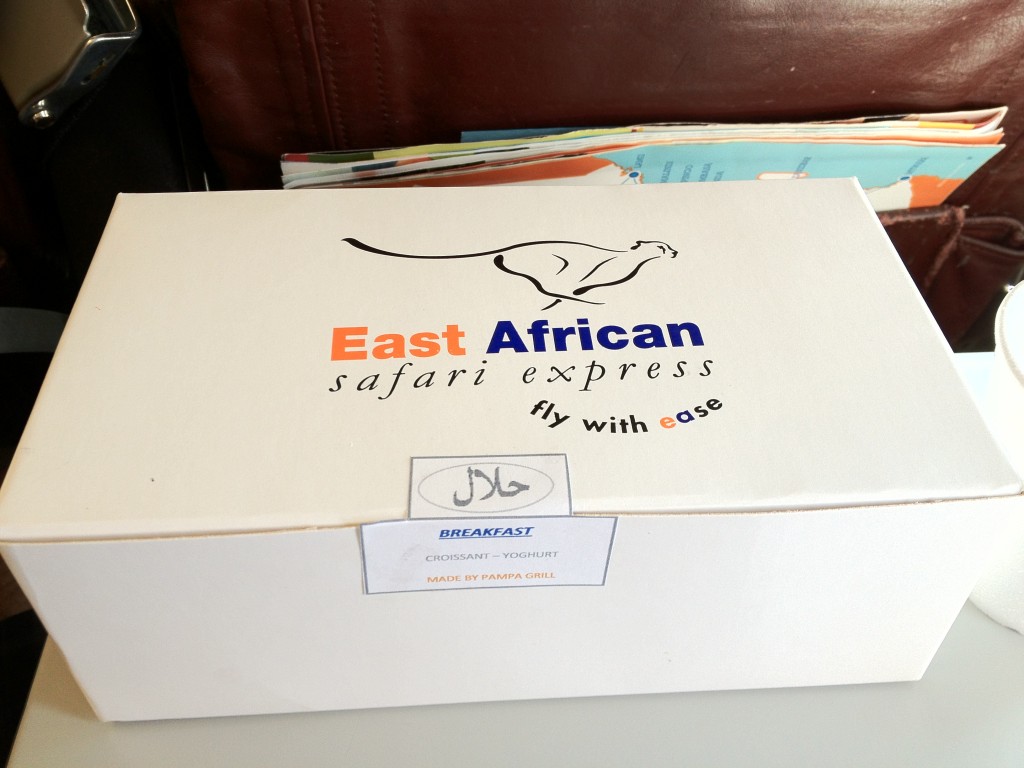 East African
safari express
fly with ease
حلال
BREAKFAST
CROISSANT – YOGHURT
MADE BY PAMPA GRILL